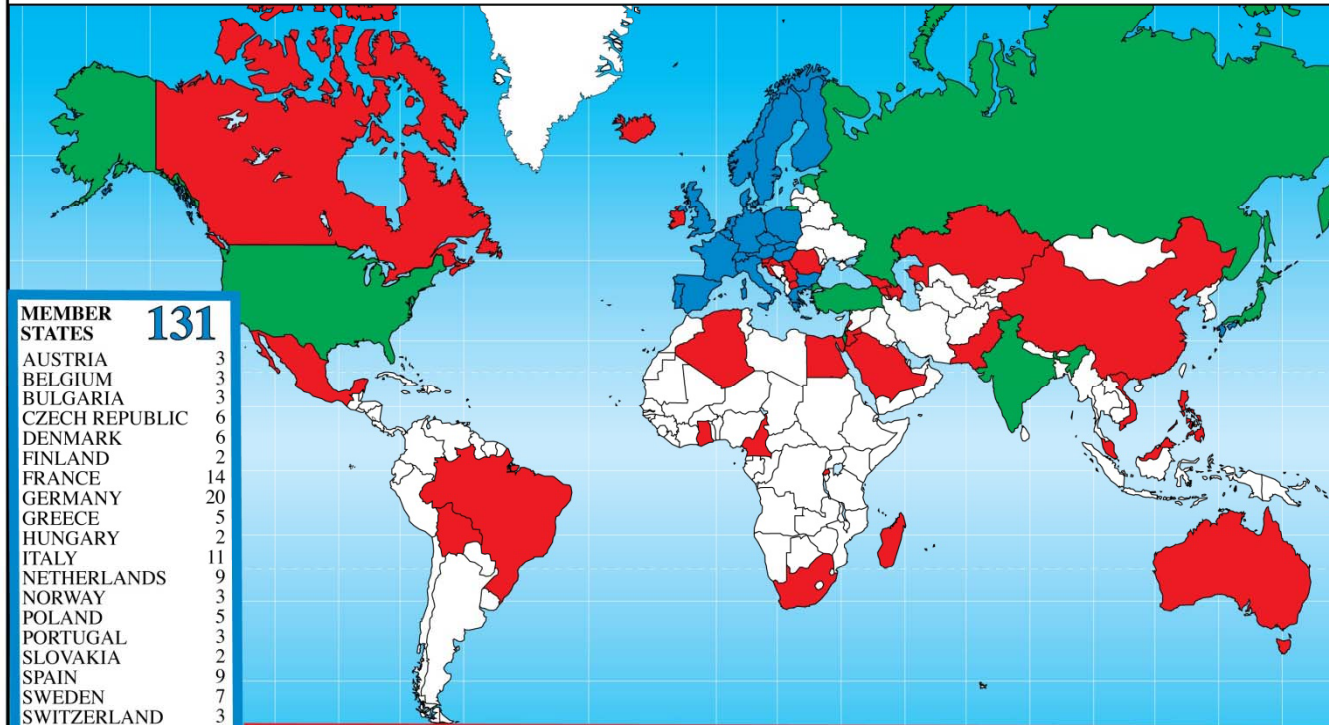 MEMBER
STATES 131
AUSTRIA 3
BELGIUM 3
BULGARIA 3
CZECH REPUBLIC 6
DENMARK 6
FINLAND 2
FRANCE 14
GERMANY 20
GREECE 5
HUNGARY 2
ITALY 11
NETHERLANDS 9
NORWAY 3
POLAND 5
PORTUGAL 3
SLOVAKIA 2
SPAIN 9
SWEDEN 7
SWITZERLAND 3